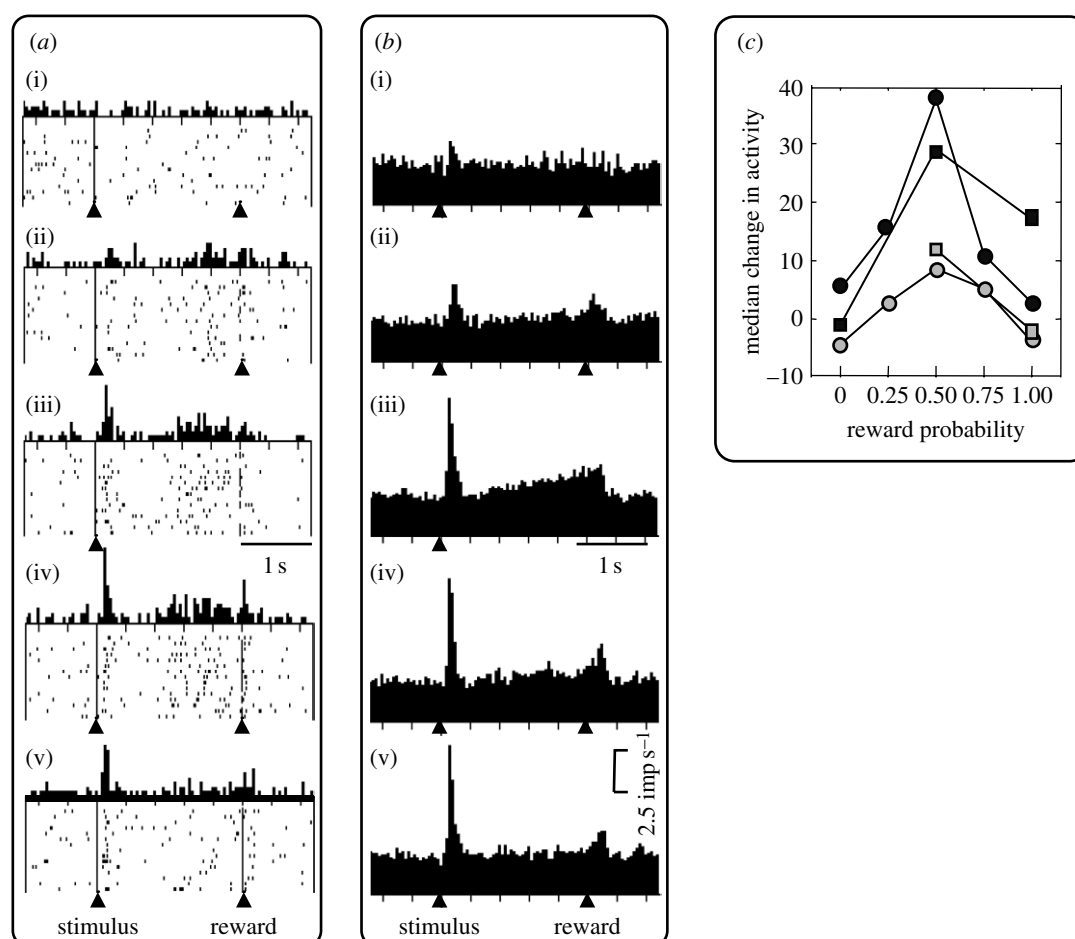 (a)
(i)
(ii)
(iii)
1 s
(iv)
(v)
stimulus reward
(b)
(i)
(ii)
(iii)
1 s
(iv)
(v)
2.5 imp s⁻¹
stimulus reward
(c)
40
30
20
10
0
−10
median change in activity
0 0.25 0.50 0.75 1.00
reward probability